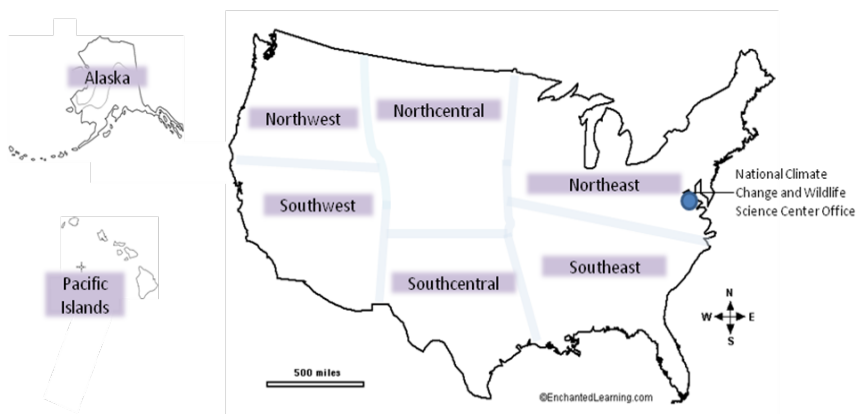 Alaska
Northwest
Northcentral
Northeast
National Climate
Change and Wildlife
Science Center Office
Southwest
Southeast
Pacific
Islands
Southcentral
N
W E
S
500 miles
©EnchantedLearning.com